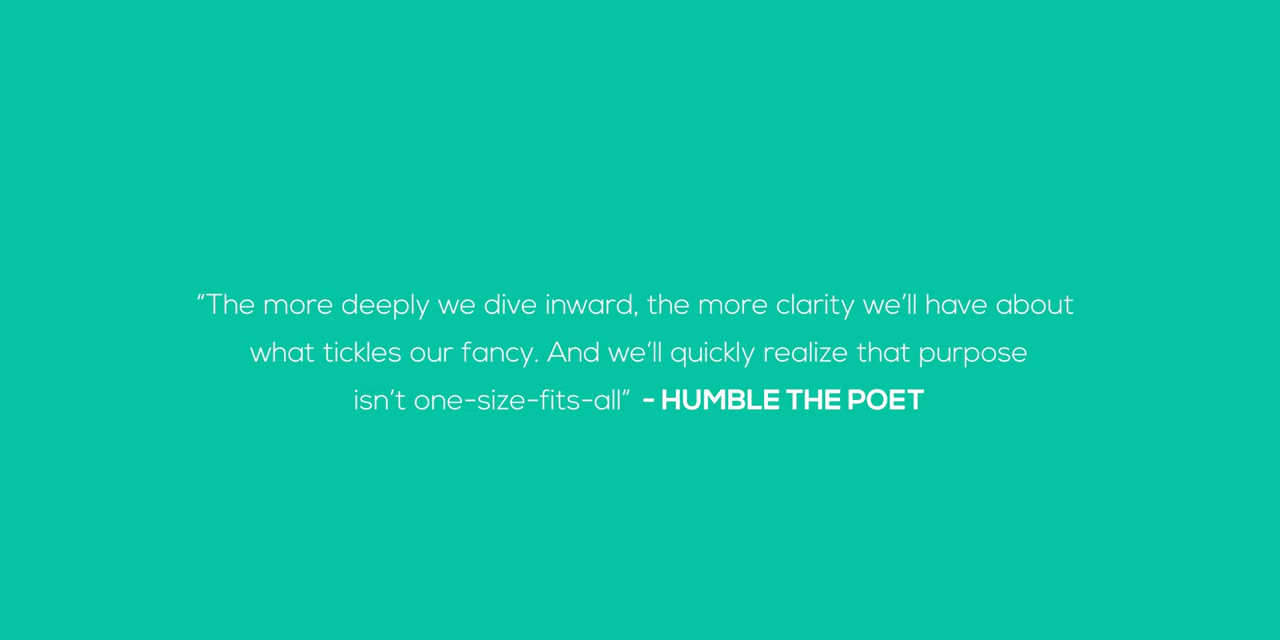 “The more deeply we dive inward, the more clarity we’ll have about
what tickles our fancy. And we’ll quickly realize that purpose
isn’t one-size-fits-all” - HUMBLE THE POET